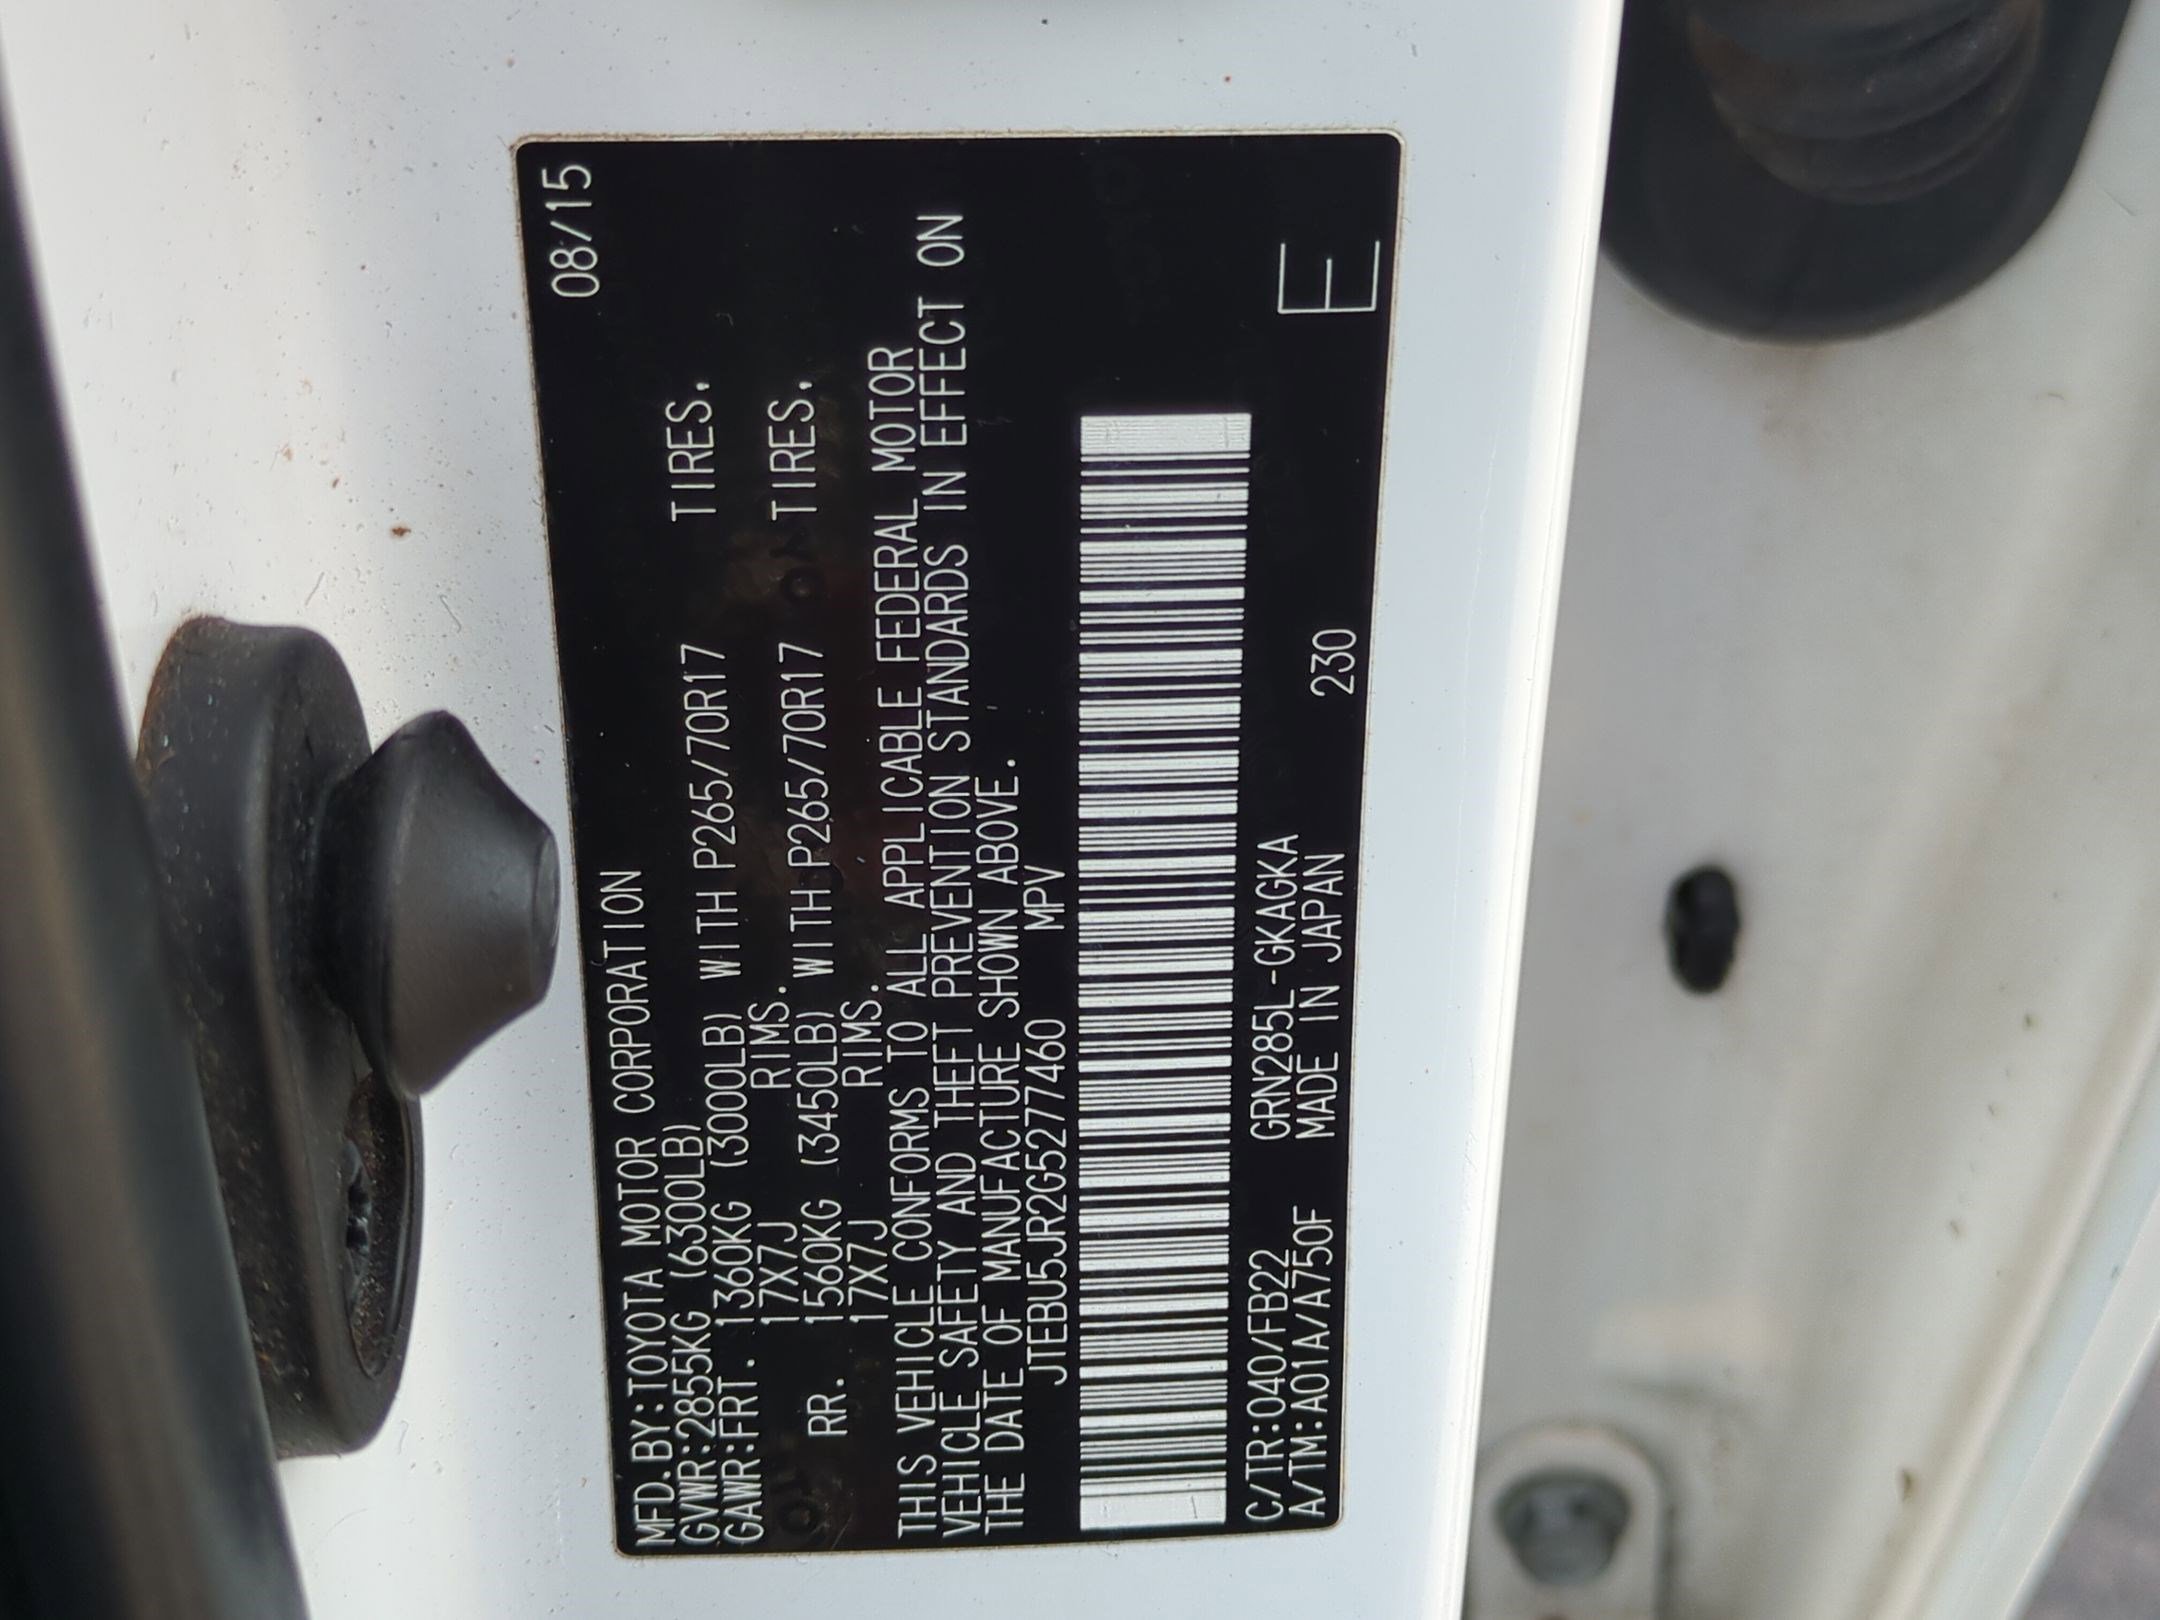 MFD.BY:TOYOTA MOTOR CORPORATION 08/15
GVWR:2855KG (6300LB)
GAWR:FRT. 1360KG (3000LB) WITH P265/70R17 TIRES.
17X7J RIMS.
RR. 1560KG (3450LB) WITH P265/70R17 TIRES.
17X7J RIMS.
THIS VEHICLE CONFORMS TO ALL APPLICABLE FEDERAL MOTOR
VEHICLE SAFETY AND THEFT PREVENTION STANDARDS IN EFFECT ON
THE DATE OF MANUFACTURE SHOWN ABOVE.
JTEBU5JR2G5277460 MPV
C/TR:040/FB22 GRN285L-GKAGKA
A/TM:A01A/A750F MADE IN JAPAN 230 E